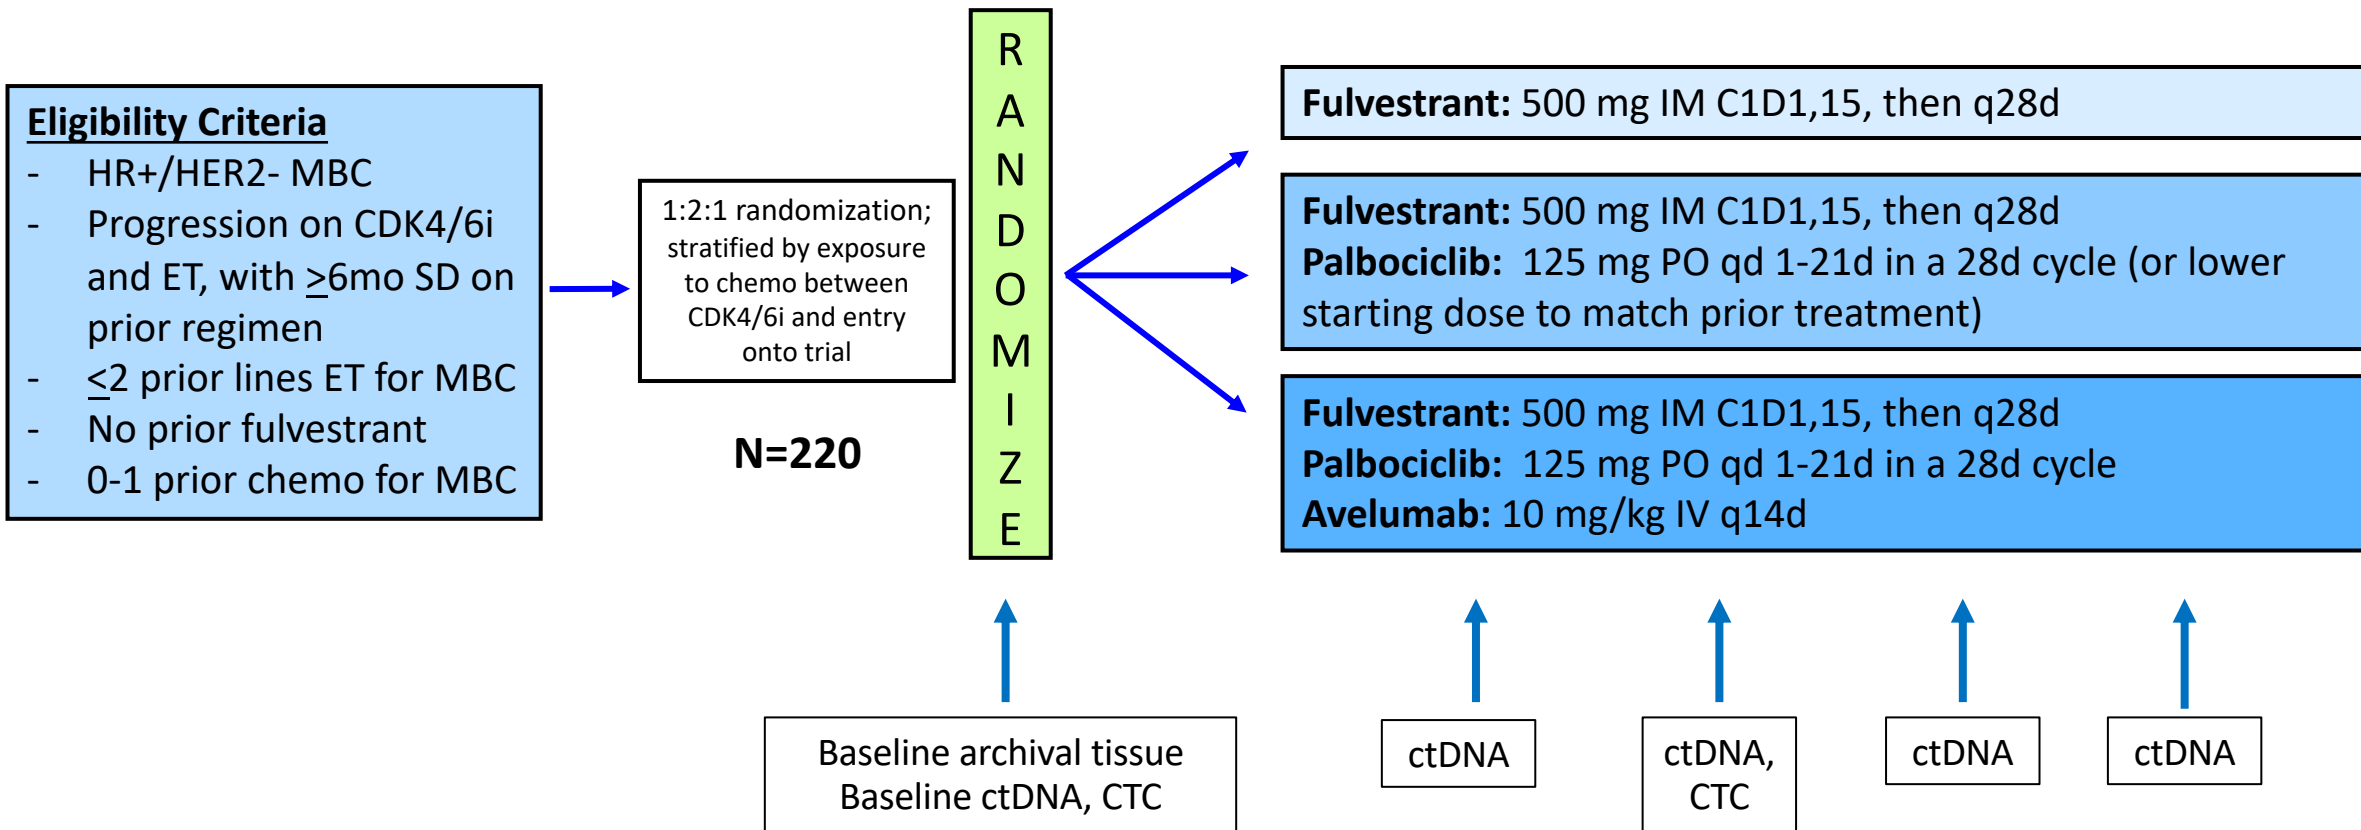 Eligibility Criteria
- HR+/HER2- MBC
- Progression on CDK4/6i
and ET, with >6mo SD on
prior regimen
- <2 prior lines ET for MBC
- No prior fulvestrant
- 0-1 prior chemo for MBC
1:2:1 randomization;
stratified by exposure
to chemo between
CDK4/6i and entry
onto trial
N=220
R
A
N
D
O
M
I
Z
E
Fulvestrant: 500 mg IM C1D1,15, then q28d
Fulvestrant: 500 mg IM C1D1,15, then q28d
Palbociclib: 125 mg PO qd 1-21d in a 28d cycle (or lower
starting dose to match prior treatment)
Fulvestrant: 500 mg IM C1D1,15, then q28d
Palbociclib: 125 mg PO qd 1-21d in a 28d cycle
Avelumab: 10 mg/kg IV q14d
Baseline archival tissue
Baseline ctDNA, CTC
ctDNA
ctDNA,
CTC
ctDNA
ctDNA